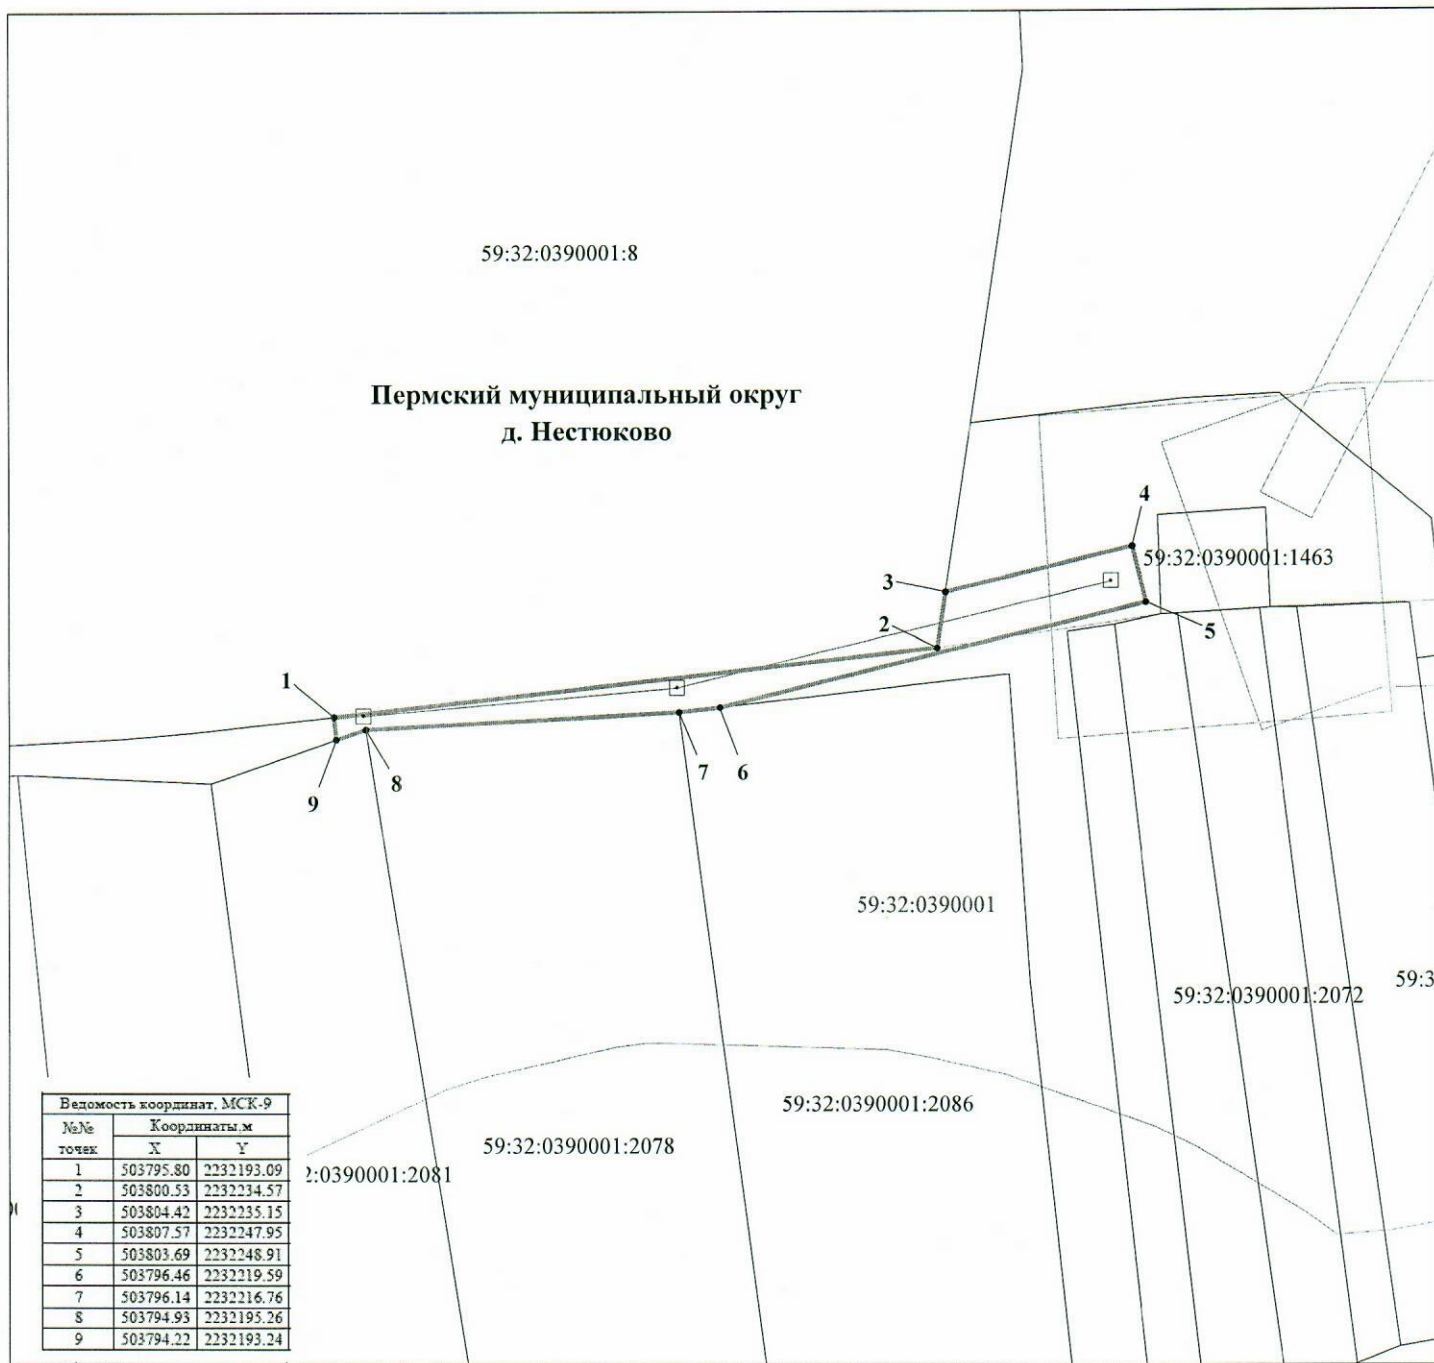 59:32:0390001:8
Пермский муниципальный округ
д. Нестюково
4
59:32:0390001:1463
3
2
5
1
7
6
8
9
59:32:0390001
59:3
59:32:0390001:2072
59:32:0390001:2086
59:32:0390001:2078
2:0390001:2081
Ведомость координат, МСК-9
№№ точек Координаты,м
X Y
1 503795.80 2232193.09
2 503800.53 2232234.57
3 503804.42 2232235.15
4 503807.57 2232247.95
5 503803.69 2232248.91
6 503796.46 2232219.59
7 503796.14 2232216.76
8 503794.93 2232195.26
9 503794.22 2232193.24